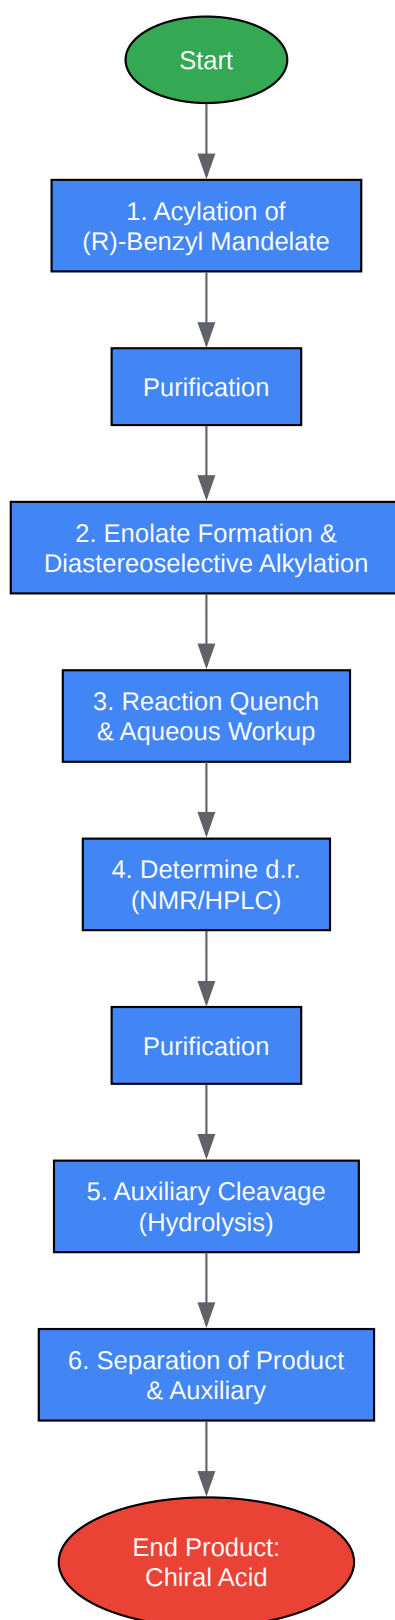 Start
1. Acylation of
(R)-Benzyl Mandelate
Purification
2. Enolate Formation &
Diastereoselective Alkylation
3. Reaction Quench
& Aqueous Workup
4. Determine d.r.
(NMR/HPLC)
Purification
5. Auxiliary Cleavage
(Hydrolysis)
6. Separation of Product
& Auxiliary
End Product:
Chiral Acid